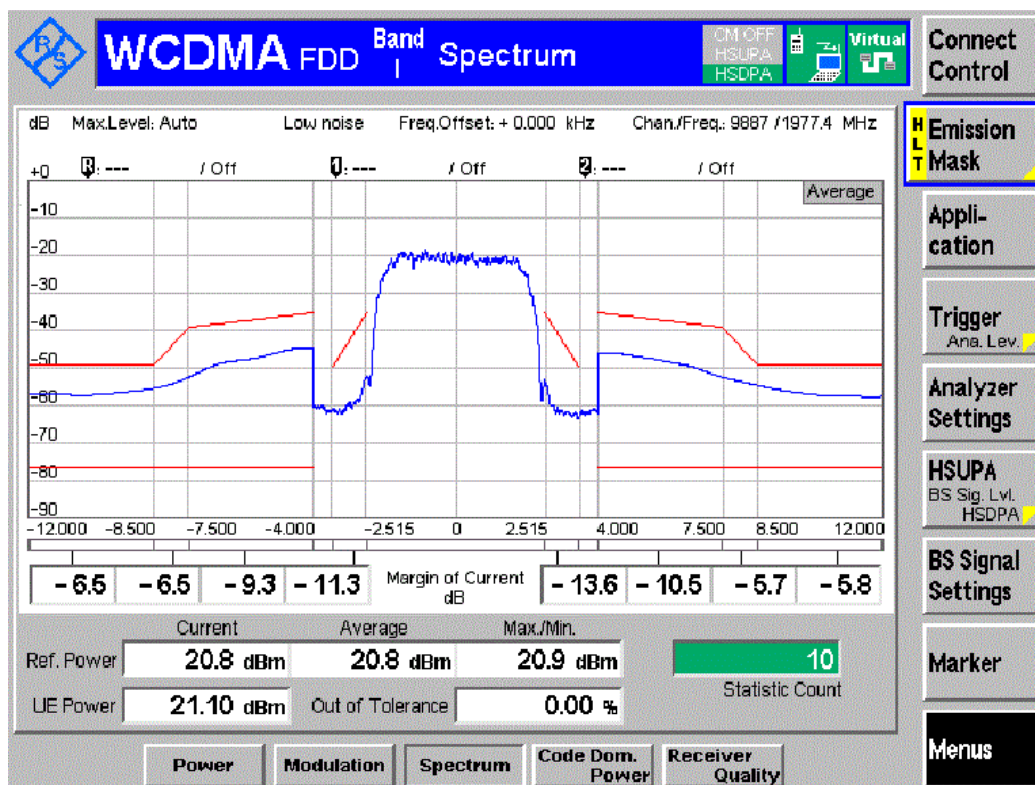 R&S
WCDMA FDD Band I Spectrum
CM OFF
HSUPA
HSDPA
Virtual
Connect Control
dB Max.Level: Auto Low noise Freq.Offset: + 0.000 kHz Chan./Freq.: 9887 / 1977.4 MHz
HLT
Emission Mask
+0 R: --- / Off 1: --- / Off 2: --- / Off
Average
-10
Appli-
cation
-20
-30
Trigger
Ana. Lev.
-40
-50
Analyzer
Settings
-60
-70
HSUPA
BS Sig. Lvl.
HSDPA
-80
-90
-12.000 -8.500 -7.500 -4.000 -2.515 0 2.515 4.000 7.500 8.500 12.000
BS Signal
Settings
- 6.5 - 6.5 - 9.3 - 11.3 Margin of Current dB - 13.6 - 10.5 - 5.7 - 5.8
Current Average Max./Min.
Ref. Power 20.8 dBm 20.8 dBm 20.9 dBm 10
Statistic Count
Marker
UE Power 21.10 dBm Out of Tolerance 0.00 %
Menus
Power Modulation Spectrum Code Dom. Power Receiver Quality